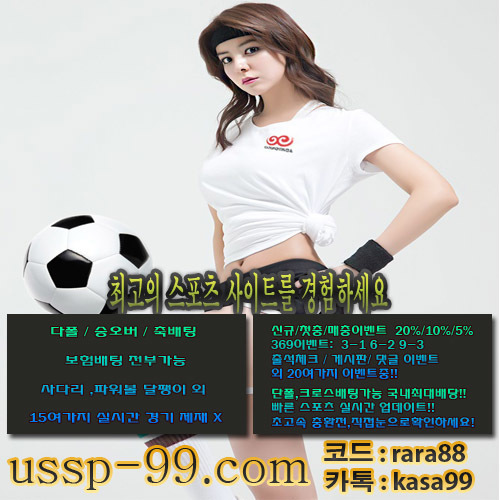 최고의 스포츠 사이트를 경험하세요
다폴 / 승오버 / 축배팅
보험배팅 전부가능
사다리 ,파워볼 달팽이 외
15여가지 실시간 경기 제재 X
신규/첫충/매충이벤트 20%/10%/5%
369이벤트: 3-1 6-2 9-3
출석체크 / 게시판/ 댓글 이벤트
외 20여가지 이벤트중!!
단폴,크로스배팅가능 국내최대배당!!
빠른 스포츠 실시간 업데이트!!
초고속 충환전,직접눈으로확인하세요!
ussp-99.com
코드 : rara88
카톡 : kasa99